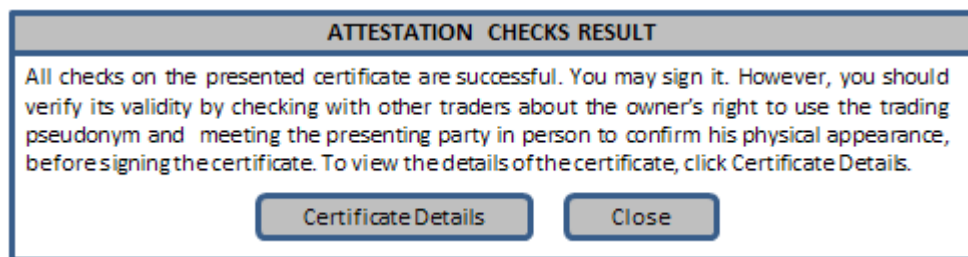 ATTESTATION CHECKS RESULT
All checks on the presented certificate are successful. You may sign it. However, you should
verify its validity by checking with other traders about the owner's right to use the trading
pseudonym and meeting the presenting party in person to confirm his physical appearance,
before signing the certificate. To view the details of the certificate, click Certificate Details.
Certificate Details
Close